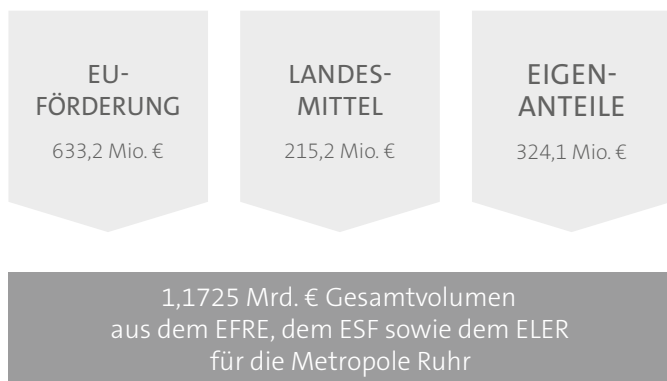 EU-
FÖRDERUNG
633,2 Mio. €
LANDES-
MITTEL
215,2 Mio. €
EIGEN-
ANTEILE
324,1 Mio. €
1,1725 Mrd. € Gesamtvolumen
aus dem EFRE, dem ESF sowie dem ELER
für die Metropole Ruhr